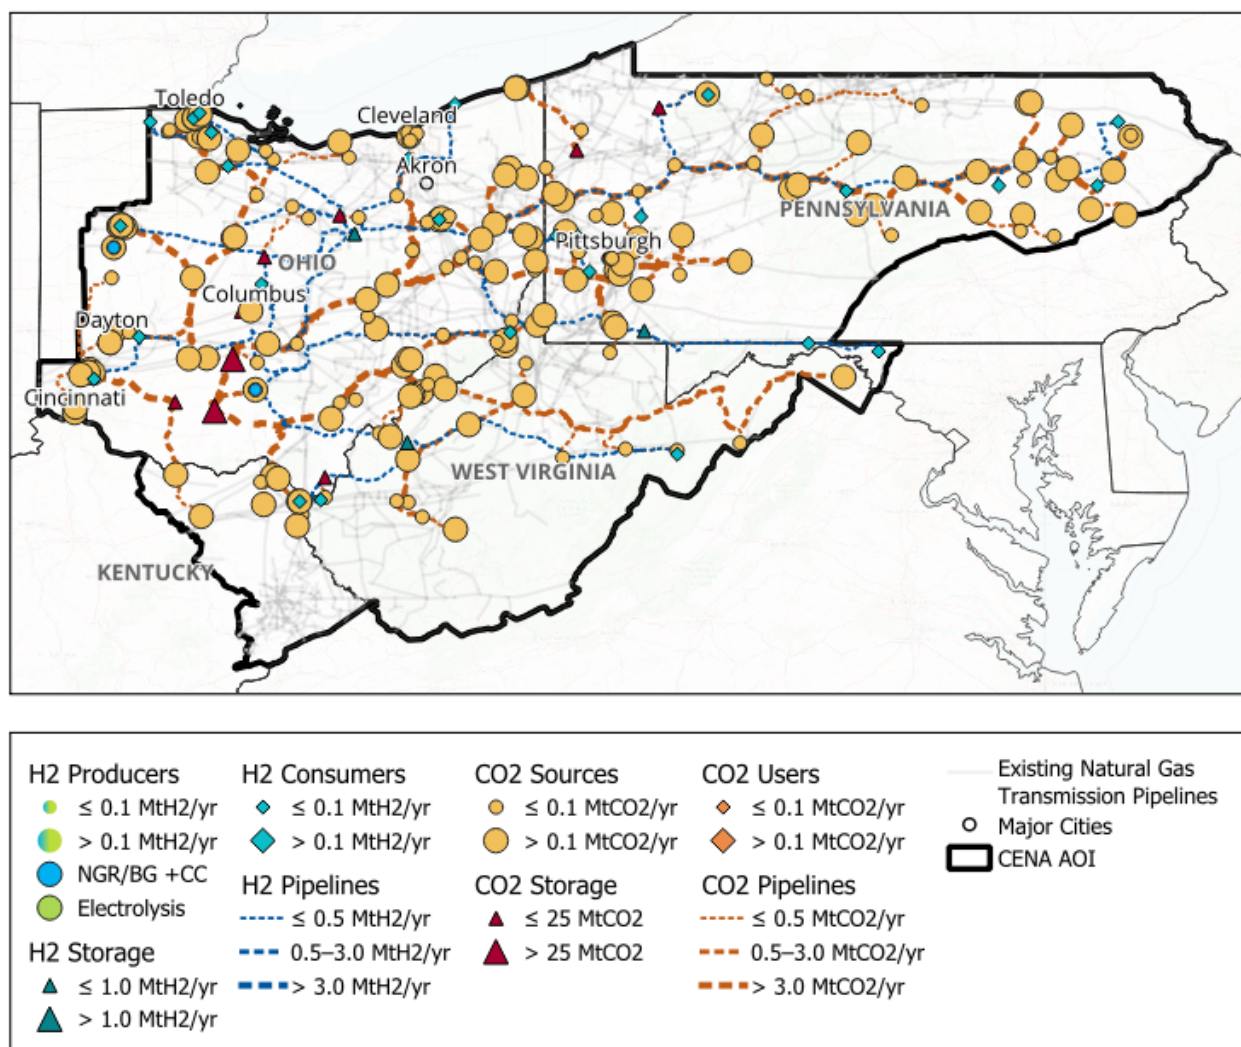 Toledo
Cleveland
Akron
PENNSYLVANIA
Pittsburgh
OHIO
Columbus
Dayton
Cincinnati
WEST VIRGINIA
KENTUCKY
H2 Producers
≤ 0.1 MtH2/yr
> 0.1 MtH2/yr
NGR/BG +CC
Electrolysis
H2 Storage
≤ 1.0 MtH2/yr
> 1.0 MtH2/yr
H2 Consumers
≤ 0.1 MtH2/yr
> 0.1 MtH2/yr
H2 Pipelines
≤ 0.5 MtH2/yr
0.5–3.0 MtH2/yr
> 3.0 MtH2/yr
CO2 Sources
≤ 0.1 MtCO2/yr
> 0.1 MtCO2/yr
CO2 Storage
≤ 25 MtCO2
> 25 MtCO2
CO2 Users
≤ 0.1 MtCO2/yr
> 0.1 MtCO2/yr
CO2 Pipelines
≤ 0.5 MtCO2/yr
0.5–3.0 MtCO2/yr
> 3.0 MtCO2/yr
Existing Natural Gas
Transmission Pipelines
Major Cities
CENA AOI